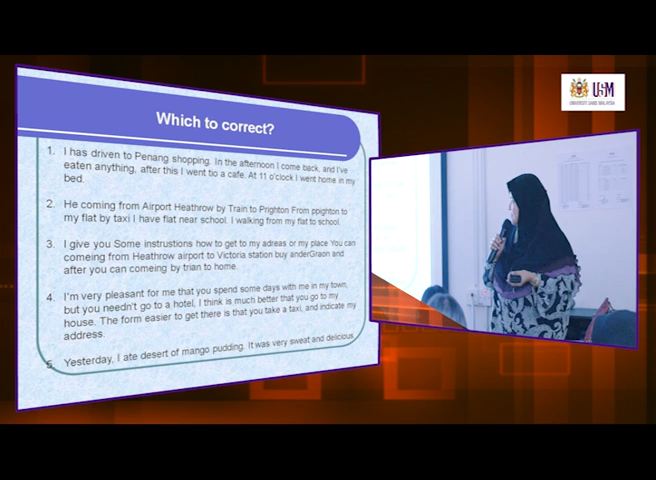 USM
UNIVERSITI SAINS MALAYSIA
Which to correct?
1. I has driven to Penang shopping. In the afternoon I come back, and I've
eaten anything, after this I went tio a cafe. At 11 o'clock I went home in my
bed.
2. He coming from Airport Heathrow by Train to Prighton From ppighton to
my flat by taxi I have flat near school. I walking from my flat to school.
3. I give you Some instrustions how to get to my adreas or my place You can
comeing from Heathrow airport to Victoria station buy anderGraon and
after you can comeing by trian to home.
4. I'm very pleasant for me that you spend some days with me in my town,
but you needn't go to a hotel, I think is much better that you go to my
house. The form easier to get there is that you take a taxi, and indicate my
address.
5. Yesterday, I ate desert of mango pudding. It was very sweat and delicious.